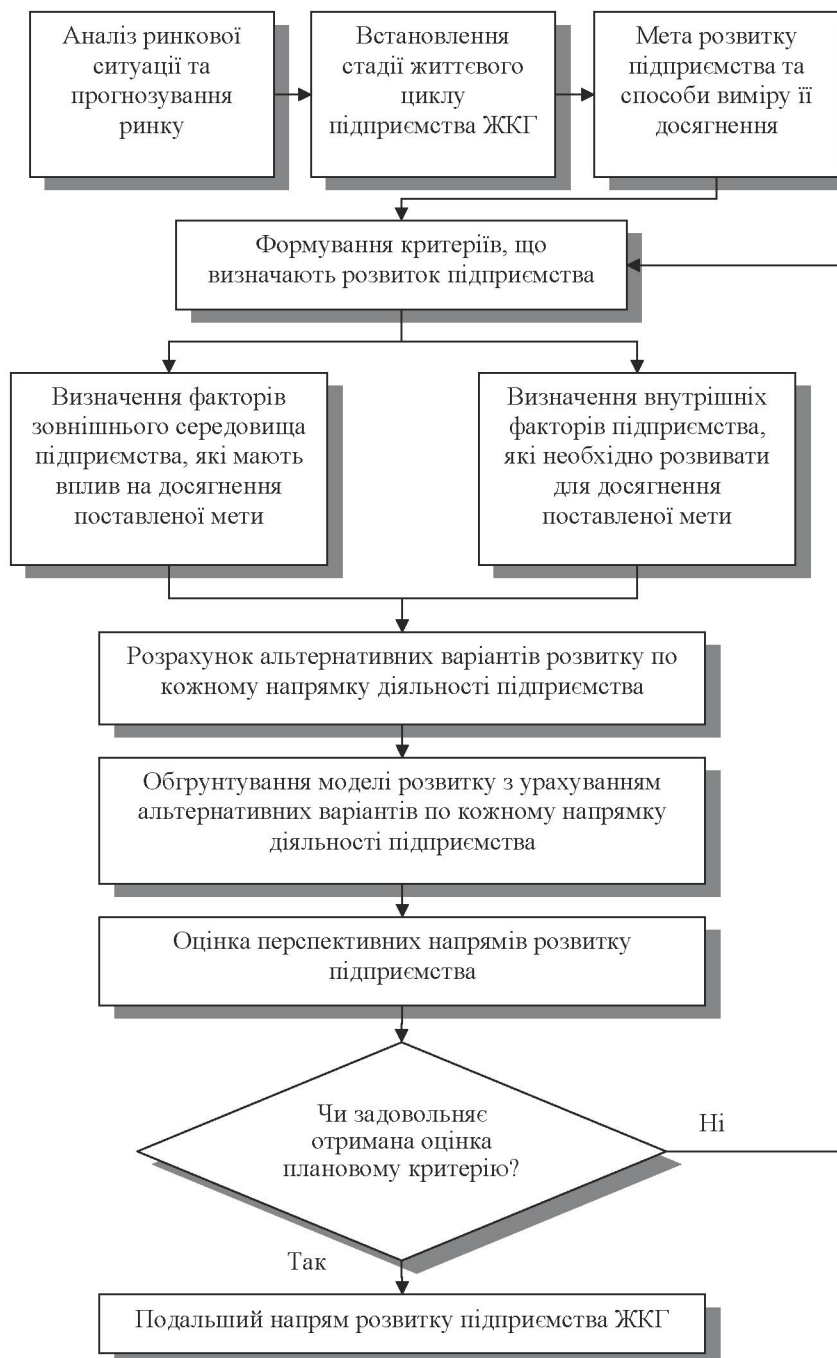 Аналіз ринкової
ситуації та
прогнозування
ринку
Встановлення
стадії життєвого
циклу
підприємства ЖКГ
Мета розвитку
підприємства та
способи виміру її
досягнення
Формування критеріїв, що
визначають розвиток підприємства
Визначення факторів
зовнішнього середовища
підприємства, які мають
вплив на досягнення
поставленої мети
Визначення внутрішніх
факторів підприємства,
які необхідно розвивати
для досягнення
поставленої мети
Розрахунок альтернативних варіантів розвитку по
кожному напрямку діяльності підприємства
Обгрунтування моделі розвитку з урахуванням
альтернативних варіантів по кожному напрямку
діяльності підприємства
Оцінка перспективних напрямів розвитку
підприємства
Чи задовольняє
отримана оцінка
плановому критерію?
Ні
Так
Подальший напрям розвитку підприємства ЖКГ